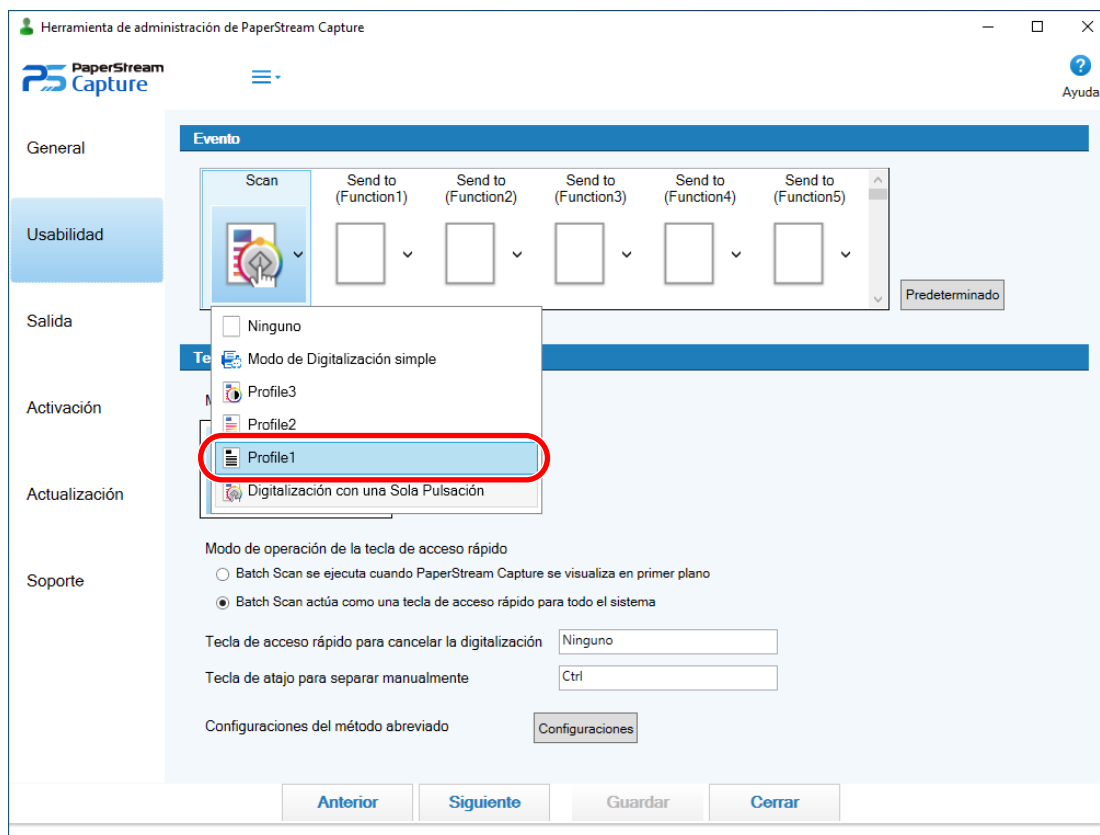 Herramienta de administración de PaperStream Capture
PaperStream
Capture
Ayuda
General
Usabilidad
Salida
Activación
Actualización
Soporte
Evento
Scan
Send to
(Function1)
Send to
(Function2)
Send to
(Function3)
Send to
(Function4)
Send to
(Function5)
Predeterminado
Ninguno
Modo de Digitalización simple
Profile3
Profile2
Profile1
Digitalización con una Sola Pulsación
Modo de operación de la tecla de acceso rápido
Batch Scan se ejecuta cuando PaperStream Capture se visualiza en primer plano
Batch Scan actúa como una tecla de acceso rápido para todo el sistema
Tecla de acceso rápido para cancelar la digitalización Ninguno
Tecla de atajo para separar manualmente Ctrl
Configuraciones del método abreviado Configuraciones
Anterior Siguiente Guardar Cerrar